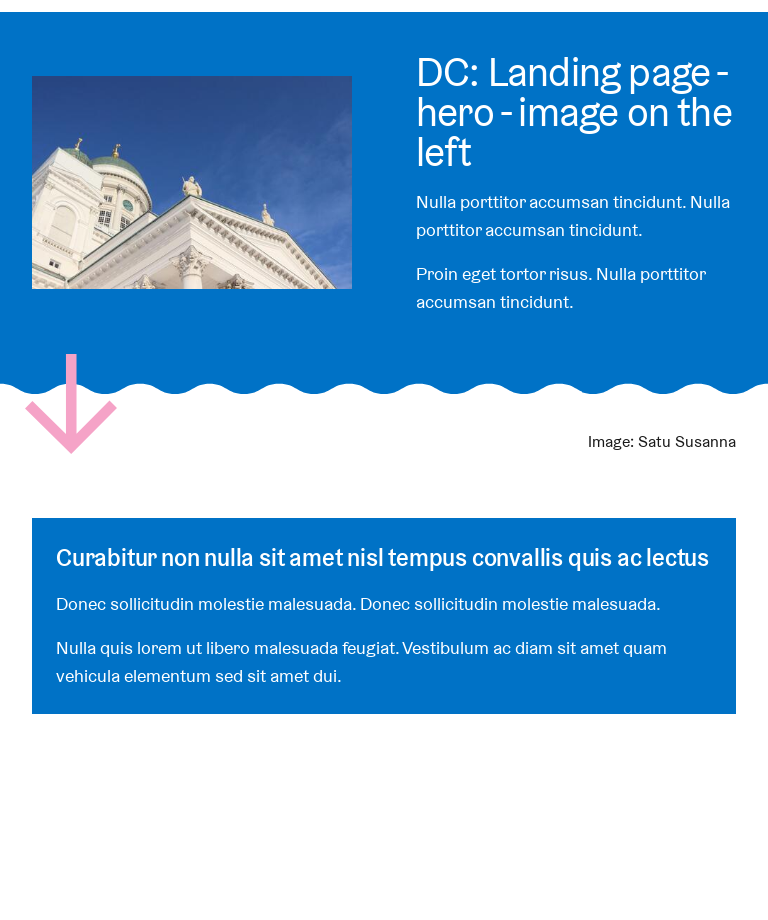 DC: Landing page -
hero - image on the
left
Nulla porttitor accumsan tincidunt. Nulla
porttitor accumsan tincidunt.
Proin eget tortor risus. Nulla porttitor
accumsan tincidunt.
Image: Satu Susanna
Curabitur non nulla sit amet nisl tempus convallis quis ac lectus
Donec sollicitudin molestie malesuada. Donec sollicitudin molestie malesuada.
Nulla quis lorem ut libero malesuada feugiat. Vestibulum ac diam sit amet quam
vehicula elementum sed sit amet dui.